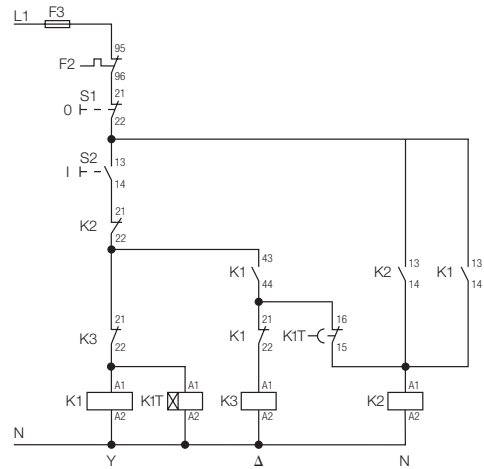 L1 F3
95
F2
96
S1 21
0
22
S2 13
I
14
21
K2
22
43
K1
44
13 13
K2 K1
14 14
21 21 16
K3 K1 K1T
22 22 15
A1 A1 A1 A1
K1 K1T K3 K2
A2 A2 A2 A2
N
Y Δ N